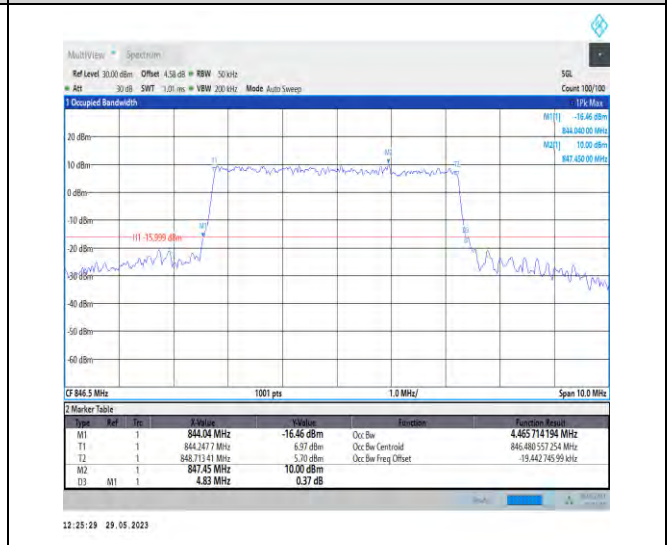 MultiView Spectrum
Ref Level 30.00 dBm Offset 4.58 dB RBW 50 kHz SGL
Att 30 dB SWT 1.01 ms VBW 200 kHz Mode Auto Sweep Count 100/100
1 Occupied Bandwidth 1Pk Max
M1[1] -16.46 dBm
844.040 00 MHz
M2[1] 10.00 dBm
847.450 00 MHz
20 dBm
10 dBm
0 dBm
-10 dBm
-20 dBm
-30 dBm
-40 dBm
-50 dBm
-60 dBm
T1
M2
T2
M1
D3
H1 -15.999 dBm
CF 846.5 MHz 1001 pts 1.0 MHz/ Span 10.0 MHz
2 Marker Table
Type Ref Trc X-Value Y-Value Function Function Result
M1 1 844.04 MHz -16.46 dBm Occ Bw 4.465 714 194 MHz
T1 1 844.247 7 MHz 6.97 dBm Occ Bw Centroid 846.480 557 254 MHz
T2 1 848.713 41 MHz 5.70 dBm Occ Bw Freq Offset -19.442 745 99 kHz
M2 1 847.45 MHz 10.00 dBm
D3 M1 1 4.83 MHz 0.37 dB
12:25:29 29.05.2023